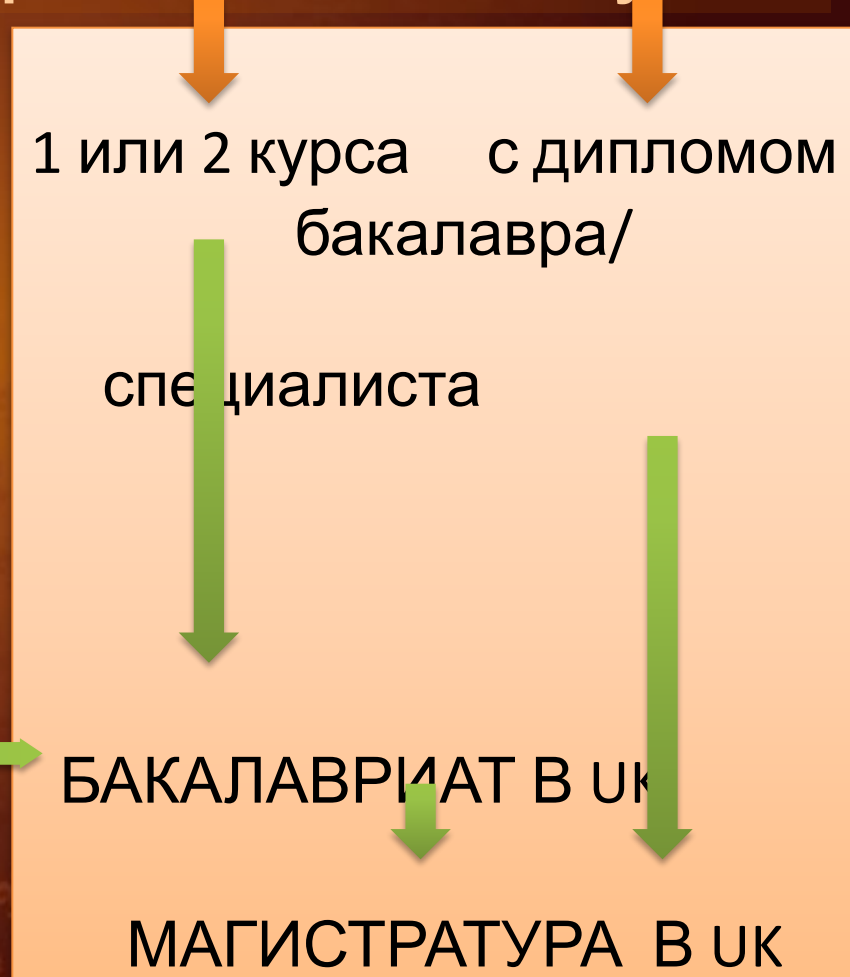 1 или 2 курса с дипломом
бакалавра/
специалиста
БАКАЛАВРИАТ В UK
МАГИСТРАТУРА В UK